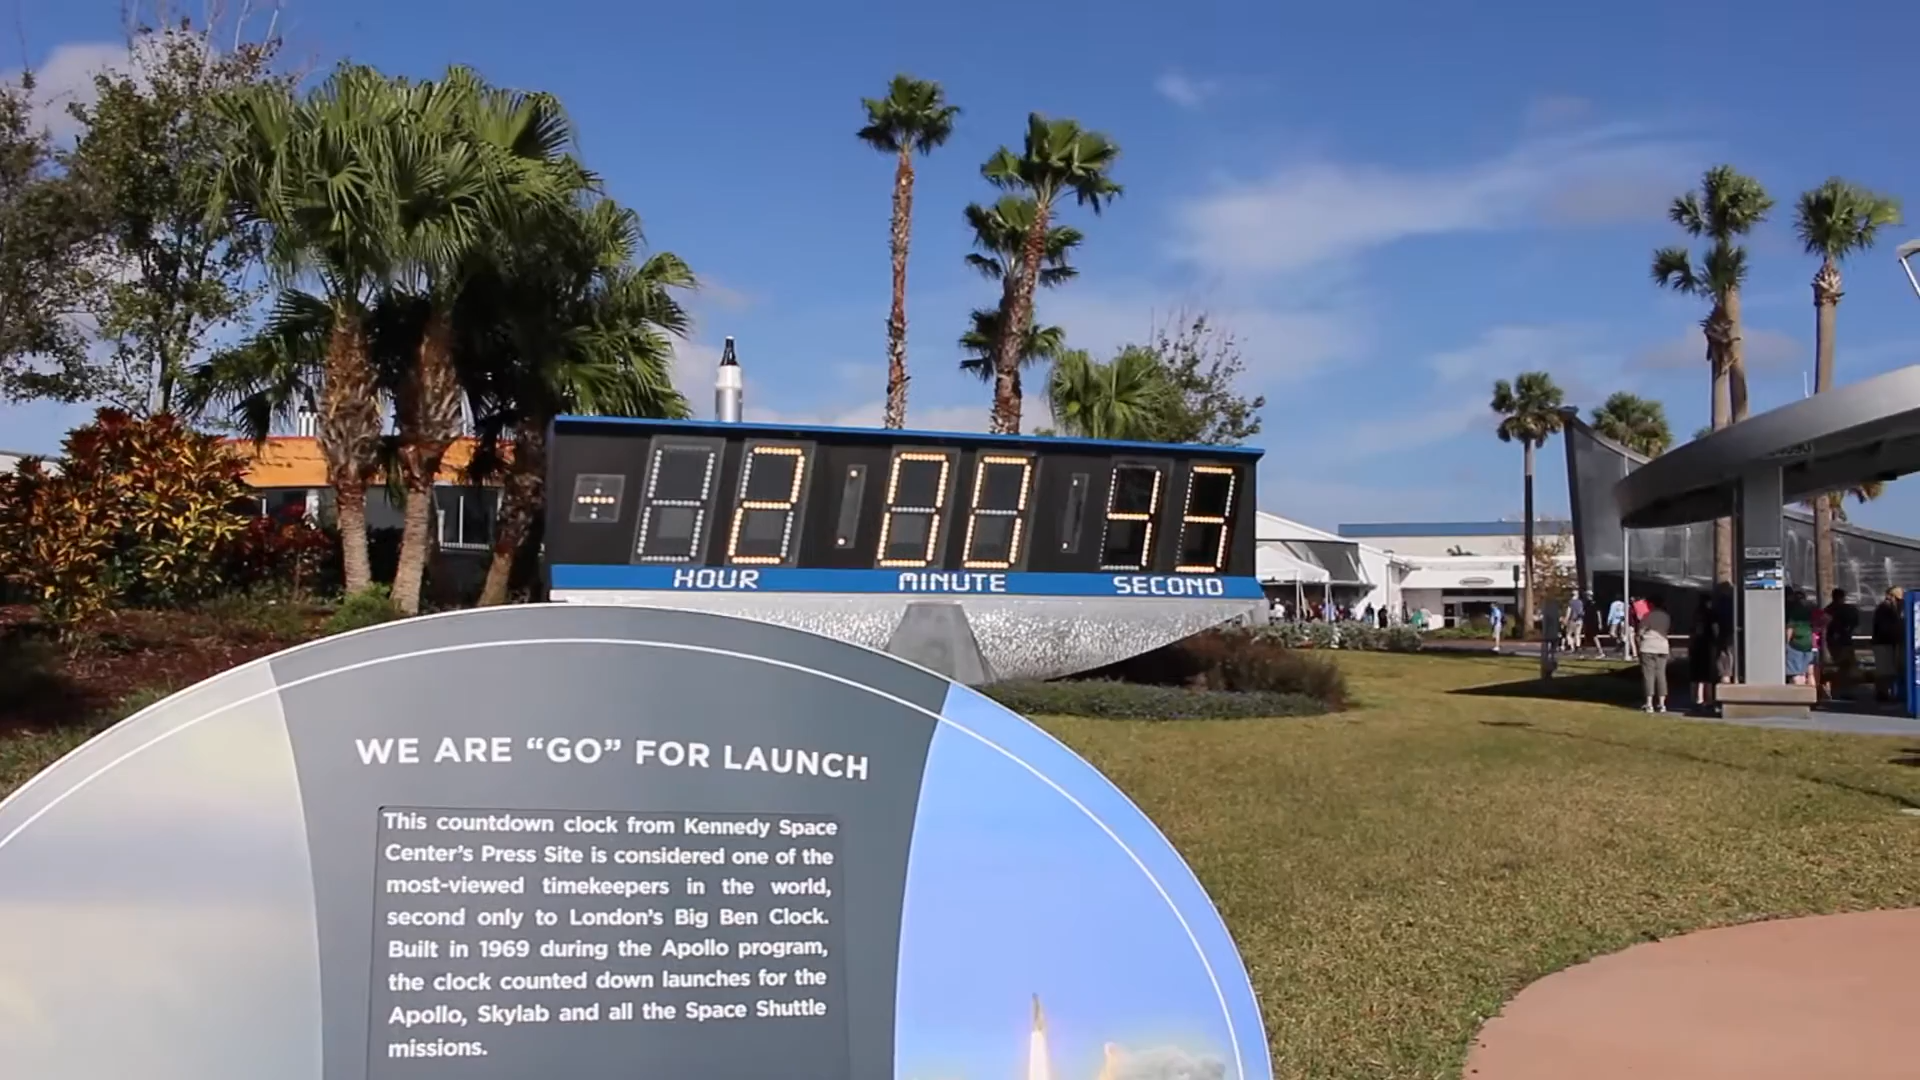 - 2:00:43
HOUR MINUTE SECOND
WE ARE “GO” FOR LAUNCH
This countdown clock from Kennedy Space
Center’s Press Site is considered one of the
most-viewed timekeepers in the world,
second only to London’s Big Ben Clock.
Built in 1969 during the Apollo program,
the clock counted down launches for the
Apollo, Skylab and all the Space Shuttle
missions.